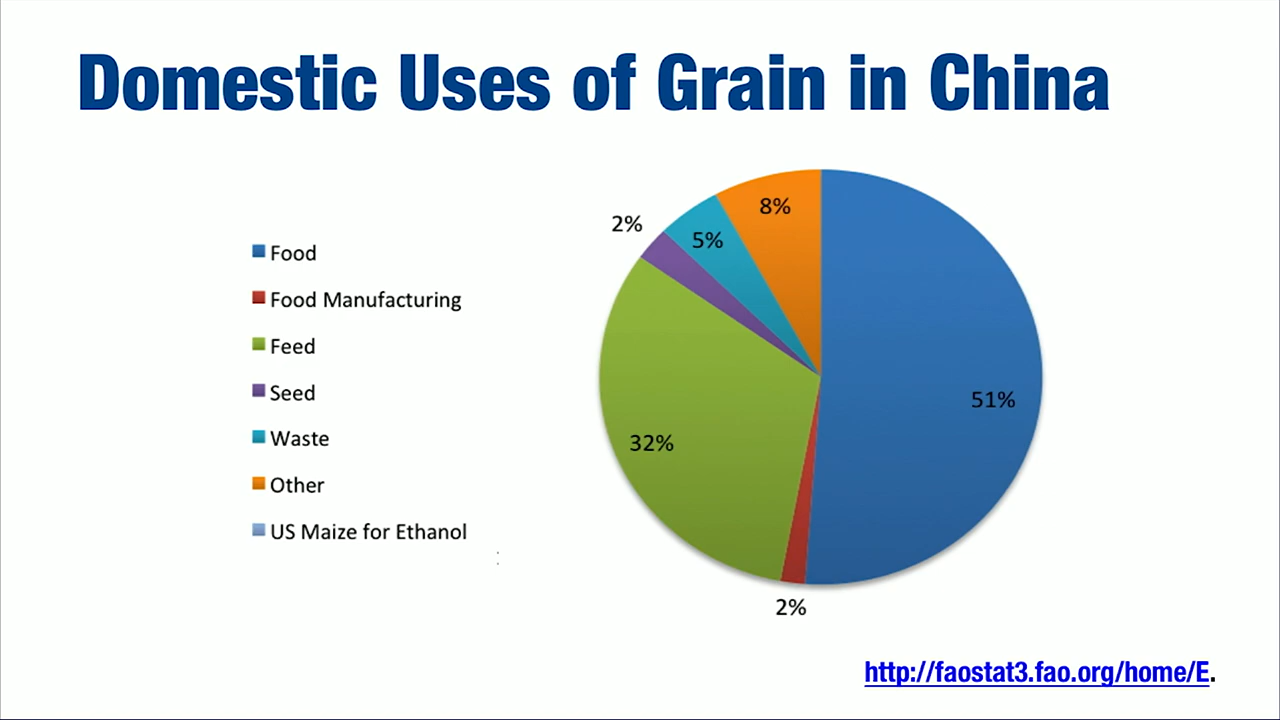 Domestic Uses of Grain in China
Food
Food Manufacturing
Feed
Seed
Waste
Other
US Maize for Ethanol
8%
2%
5%
51%
32%
2%
http://faostat3.fao.org/home/E.